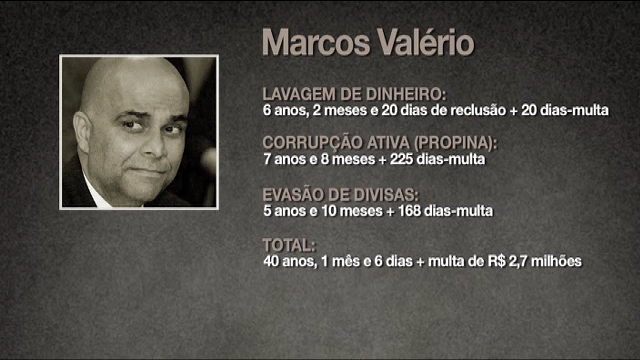 Marcos Valério
LAVAGEM DE DINHEIRO:
6 anos, 2 meses e 20 dias de reclusão + 20 dias-multa
CORRUPÇÃO ATIVA (PROPINA):
7 anos e 8 meses + 225 dias-multa
EVASÃO DE DIVISAS:
5 anos e 10 meses + 168 dias-multa
TOTAL:
40 anos, 1 mês e 6 dias + multa de R$ 2,7 milhões